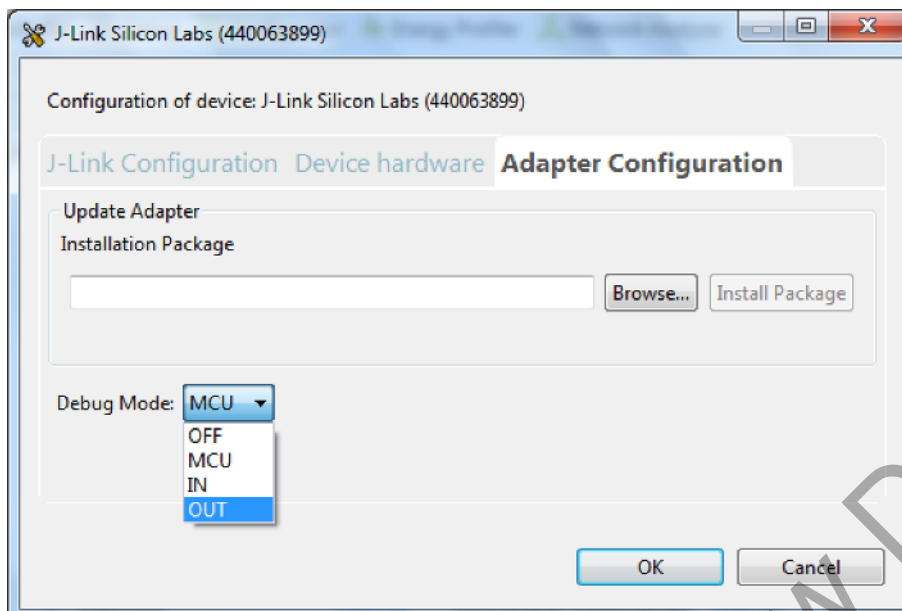 J-Link Silicon Labs (440063899)
Configuration of device: J-Link Silicon Labs (440063899)
J-Link Configuration Device hardware Adapter Configuration
Update Adapter
Installation Package
Browse... Install Package
Debug Mode: MCU
OFF
MCU
IN
OUT
OK Cancel